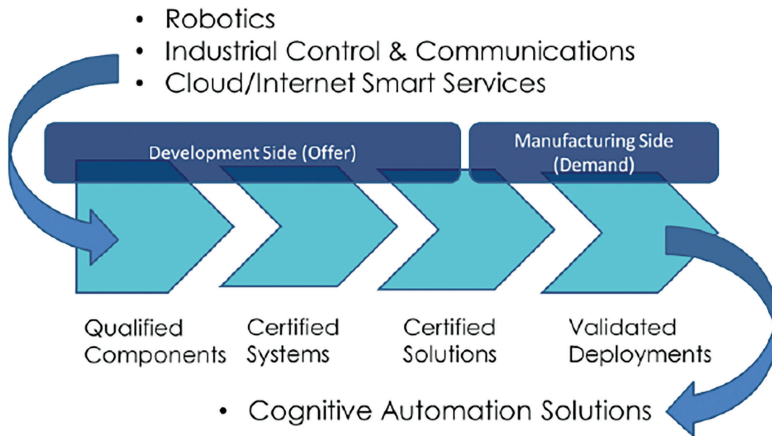 • Robotics
• Industrial Control & Communications
• Cloud/Internet Smart Services
Development Side (Offer)
Manufacturing Side
(Demand)
Qualified
Components
Certified
Systems
Certified
Solutions
Validated
Deployments
• Cognitive Automation Solutions